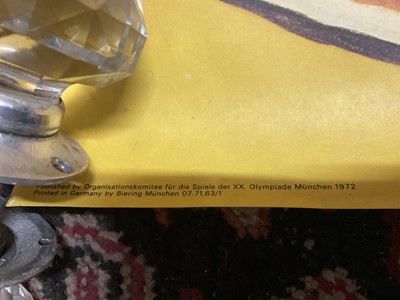 Published by Organisationskomitee für die Spiele der XX. Olympiade München 1972
Printed in Germany by Biering München 07.71.63/1